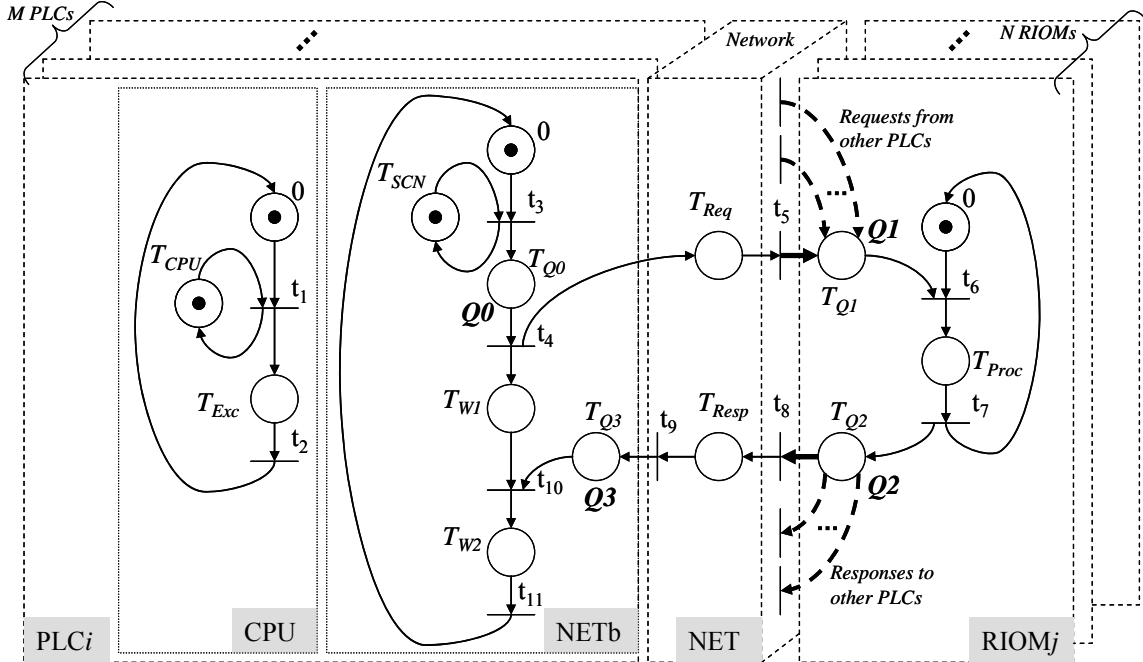 M PLCs
Network
N RIOMs
0
T_SCN
t_3
Requests from
other PLCs
0
T_CPU
t_1
T_Q0
Q0
t_4
T_Req
t_5
Q1
T_Q1
0
t_6
T_Exc
t_2
T_W1
T_Proc
t_7
T_Q3
t_9
T_Resp
t_8
T_Q2
Q3
t_10
Q2
T_W2
t_11
Responses to
other PLCs
PLCi
CPU
NETb
NET
RIOMj